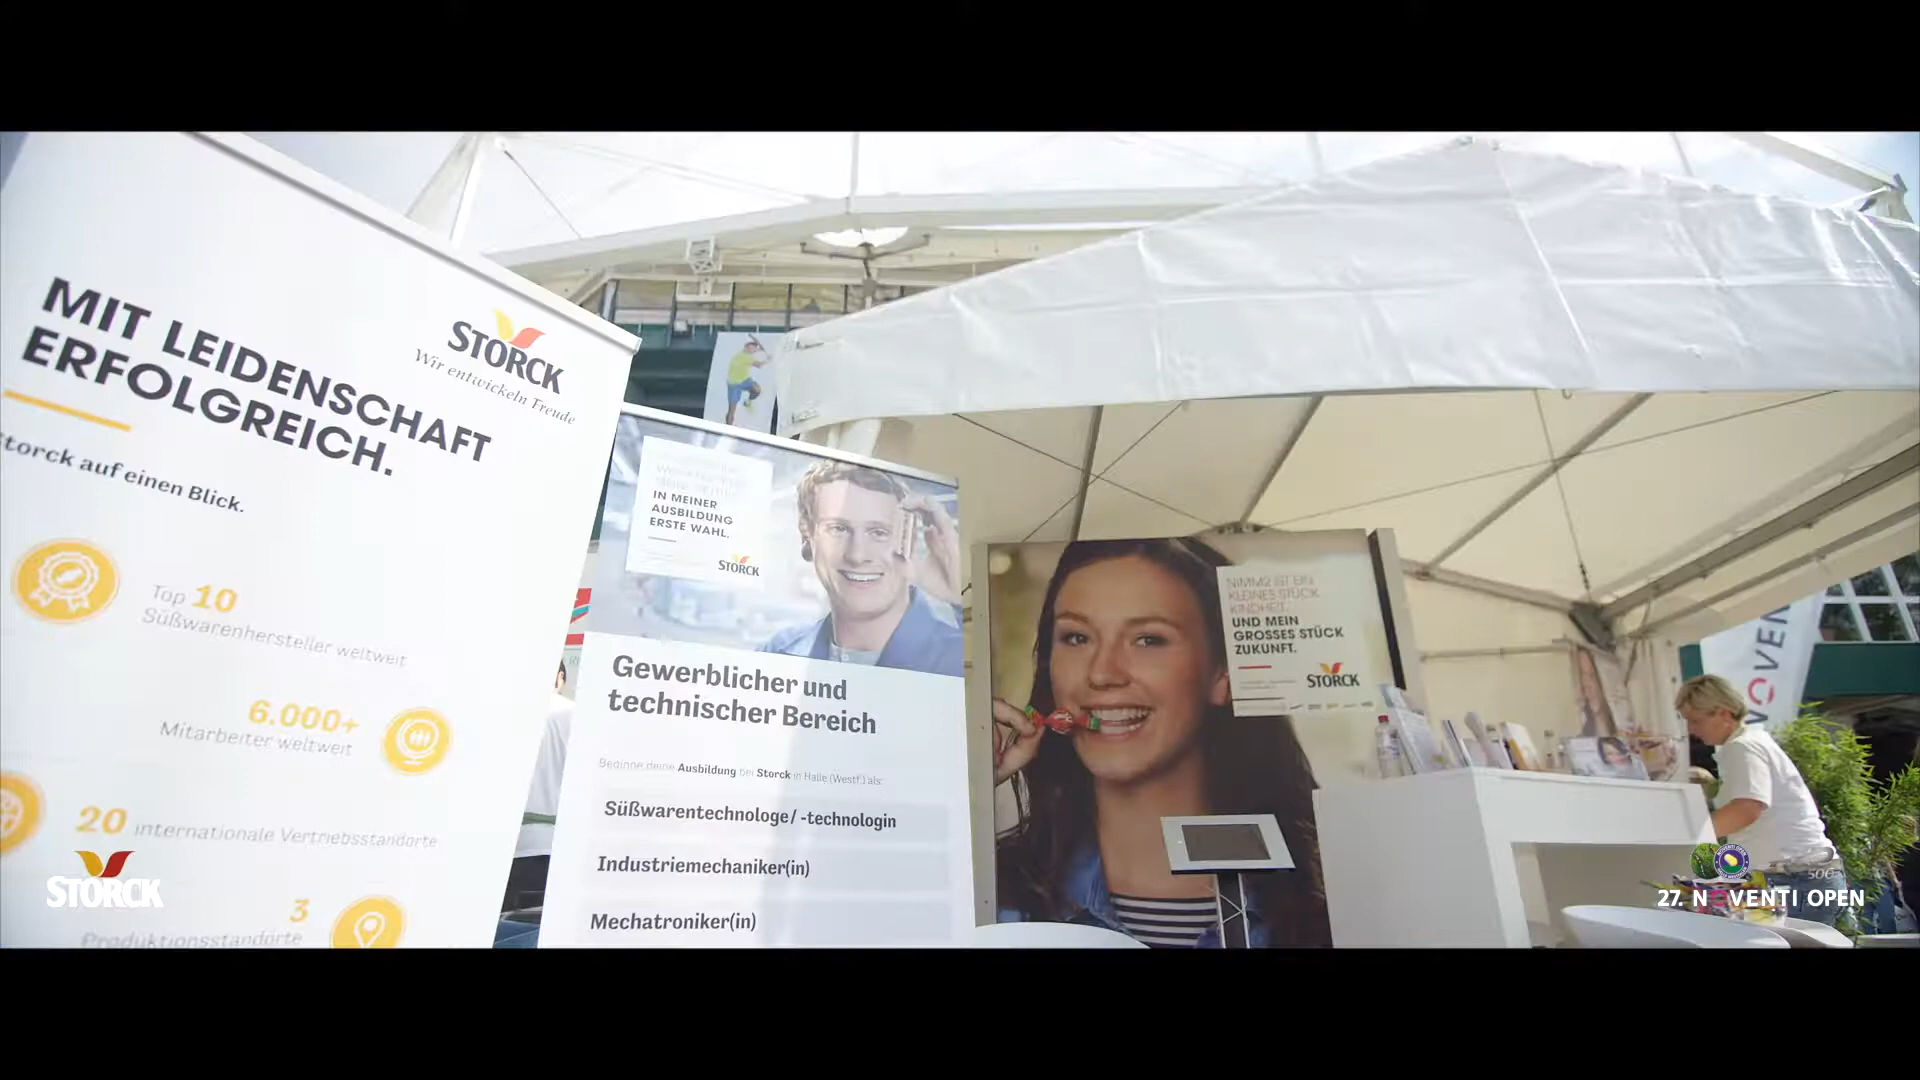 MIT LEIDENSCHAFT
ERFOLGREICH.
STORCK
Wir entwickeln Freude
Storck auf einen Blick.
Top 10
Süßwarenhersteller weltweit
6.000+
Mitarbeiter weltweit
20 internationale Vertriebsstandorte
3
Produktionsstandorte
STORCK
IN MEINER
AUSBILDUNG
ERSTE WAHL.
STORCK
Gewerblicher und
technischer Bereich
Beginne deine Ausbildung bei Storck in Halle (Westf.) als:
Süßwarentechnologe/ -technologin
Industriemechaniker(in)
Mechatroniker(in)
NIMM2 IST EIN
KLEINES STÜCK
KINDHEIT.
UND MEIN
GROSSES STÜCK
ZUKUNFT.
STORCK
NOVEN
27. NOVENTI OPEN